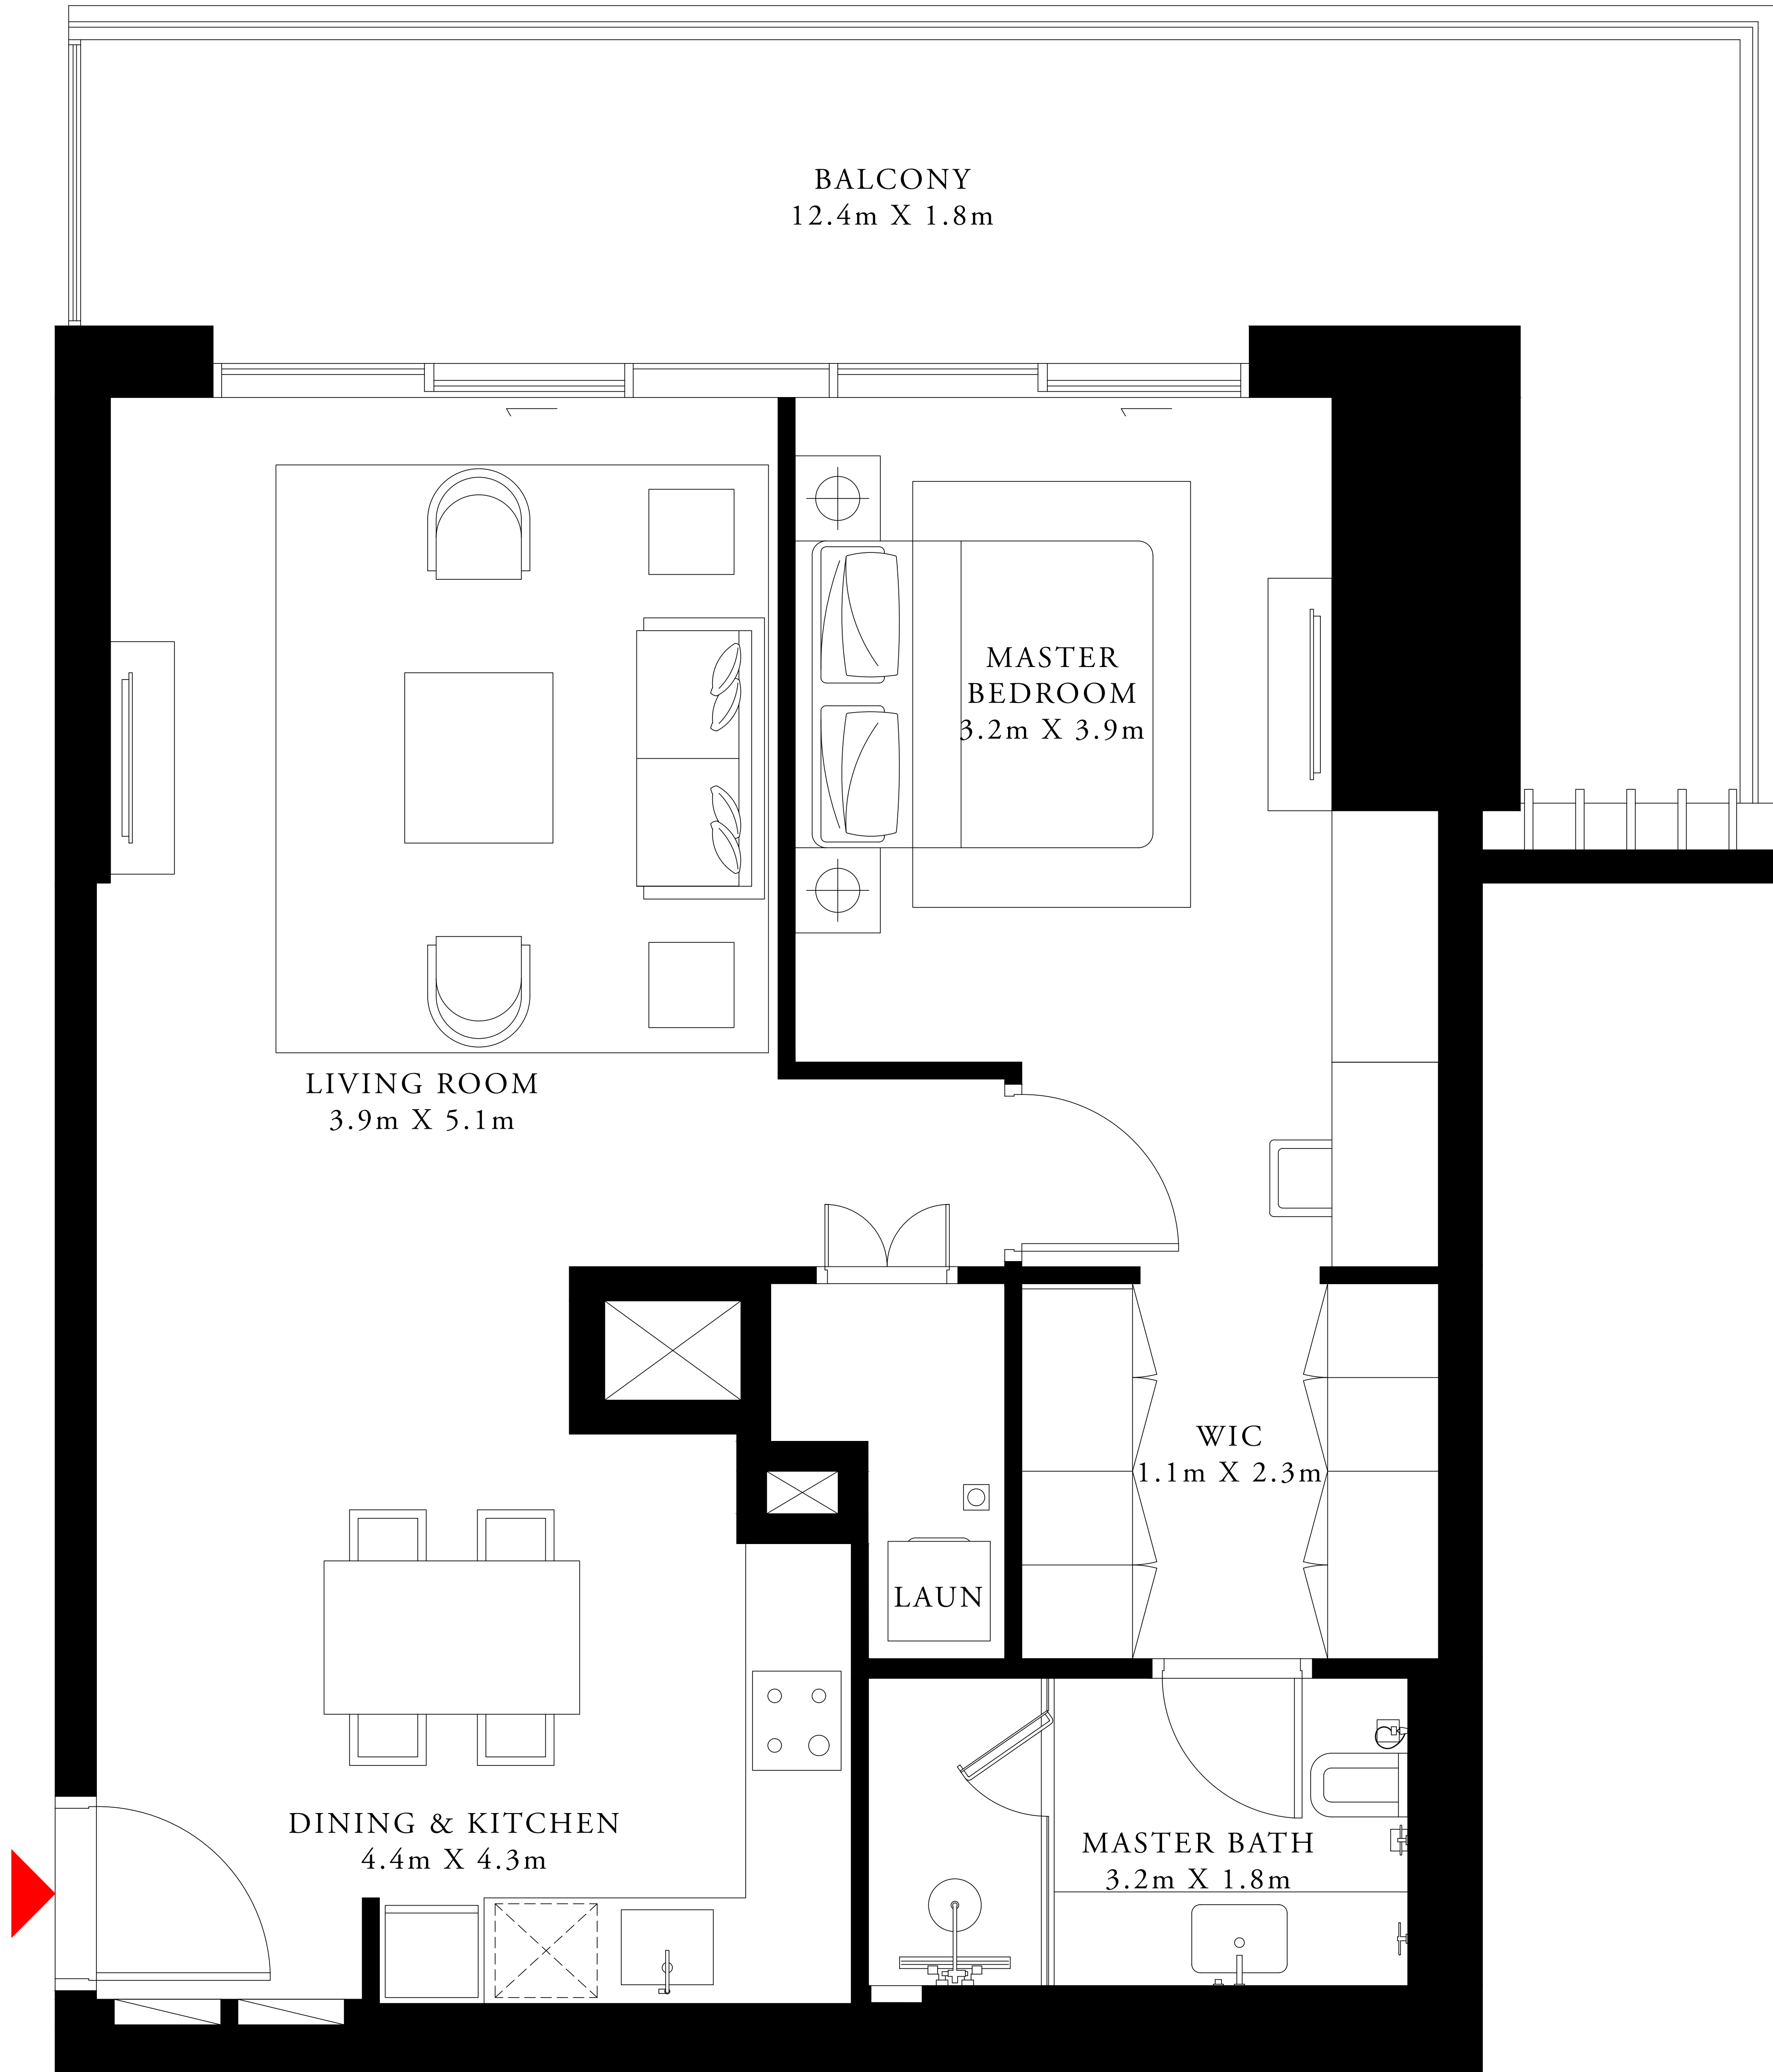 BALCONY
12.4m X 1.8m
MASTER
BEDROOM
3.2m X 3.9m
LIVING ROOM
3.9m X 5.1m
WIC
1.1m X 2.3m
LAUN
DINING & KITCHEN
4.4m X 4.3m
MASTER BATH
3.2m X 1.8m